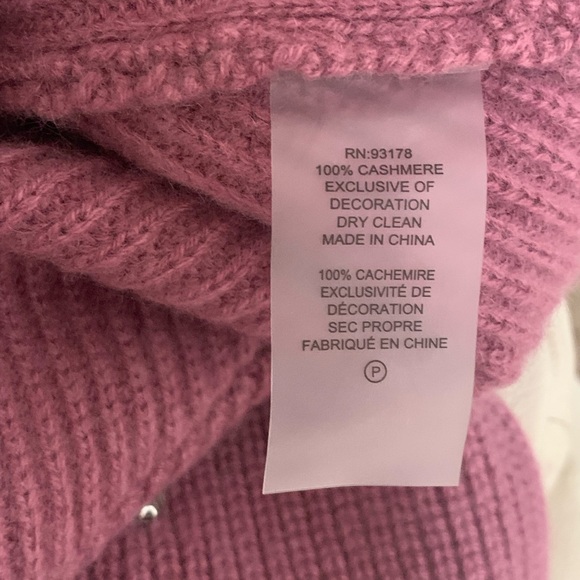 RN:93178
100% CASHMERE
EXCLUSIVE OF
DECORATION
DRY CLEAN
MADE IN CHINA
100% CACHEMIRE
EXCLUSIVITÉ DE
DÉCORATION
SEC PROPRE
FABRIQUÉ EN CHINE
P